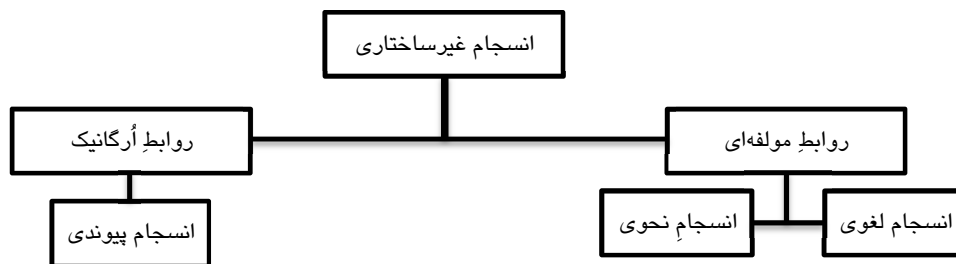 انسجام غیرساختاری
روابطِ مولفه‌ای
روابطِ اُرگانیک
انسجام لغوی
انسجامِ نحوی
انسجام پیوندی